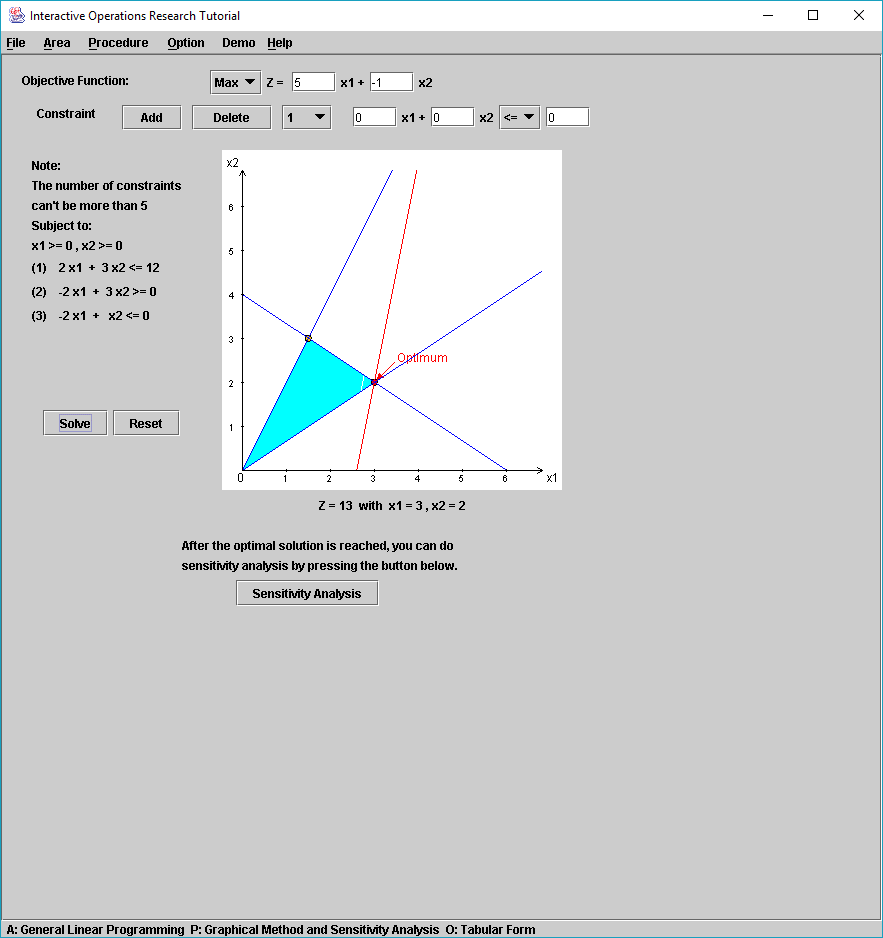 Interactive Operations Research Tutorial
File Area Procedure Option Demo Help
Objective Function: Max Z = 5 x1 + -1 x2
Constraint Add Delete 1 0 x1 + 0 x2 <= 0
Note:
The number of constraints
can't be more than 5
Subject to:
x1 >= 0 , x2 >= 0
(1) 2 x1 + 3 x2 <= 12
(2) -2 x1 + 3 x2 >= 0
(3) -2 x1 + x2 <= 0
Solve Reset
x2
6
5
4
3
2
1
Optimum
0 1 2 3 4 5 6 x1
Z = 13 with x1 = 3 , x2 = 2
After the optimal solution is reached, you can do
sensitivity analysis by pressing the button below.
Sensitivity Analysis
A: General Linear Programming P: Graphical Method and Sensitivity Analysis O: Tabular Form